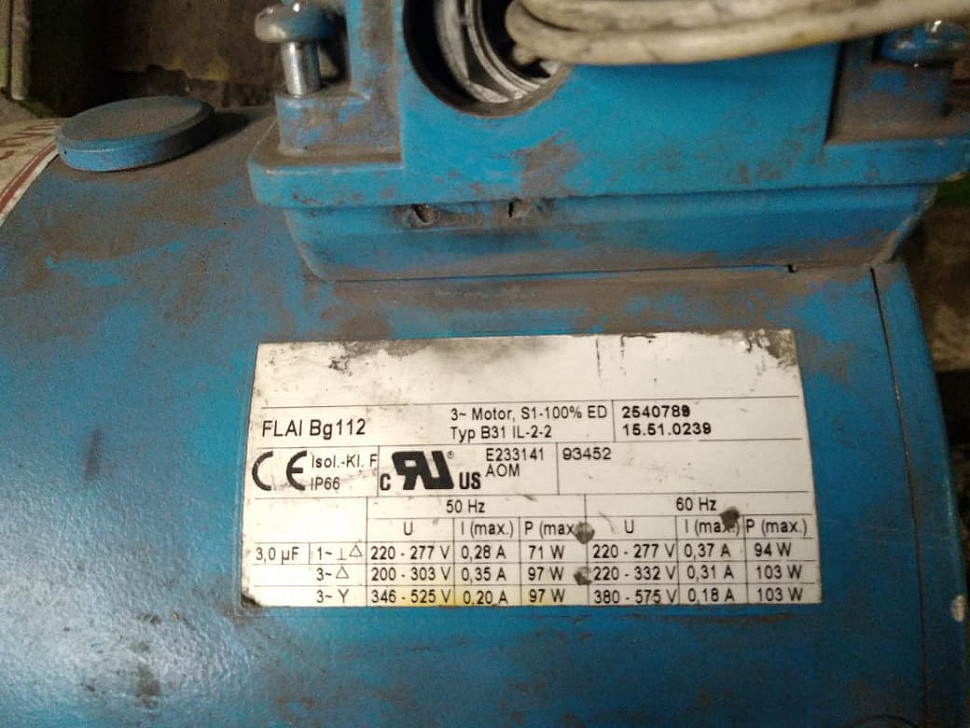 FLAI Bg112
3~ Motor, S1-100% ED
Typ B31 IL-2-2
2540789
15.51.0239
CE Isol.-Kl. F
IP66
C RU ® US
E233141
AOM
93452
50 Hz 60 Hz
U I (max.) P (max. U I (max.) P (max.)
3,0 µF 1~ ⊥ △ 220 - 277 V 0,28 A 71 W 220 - 277 V 0,37 A 94 W
3~ △ 200 - 303 V 0,35 A 97 W 220 - 332 V 0,31 A 103 W
3~ Y 346 - 525 V 0,20 A 97 W 380 - 575 V 0,18 A 103 W